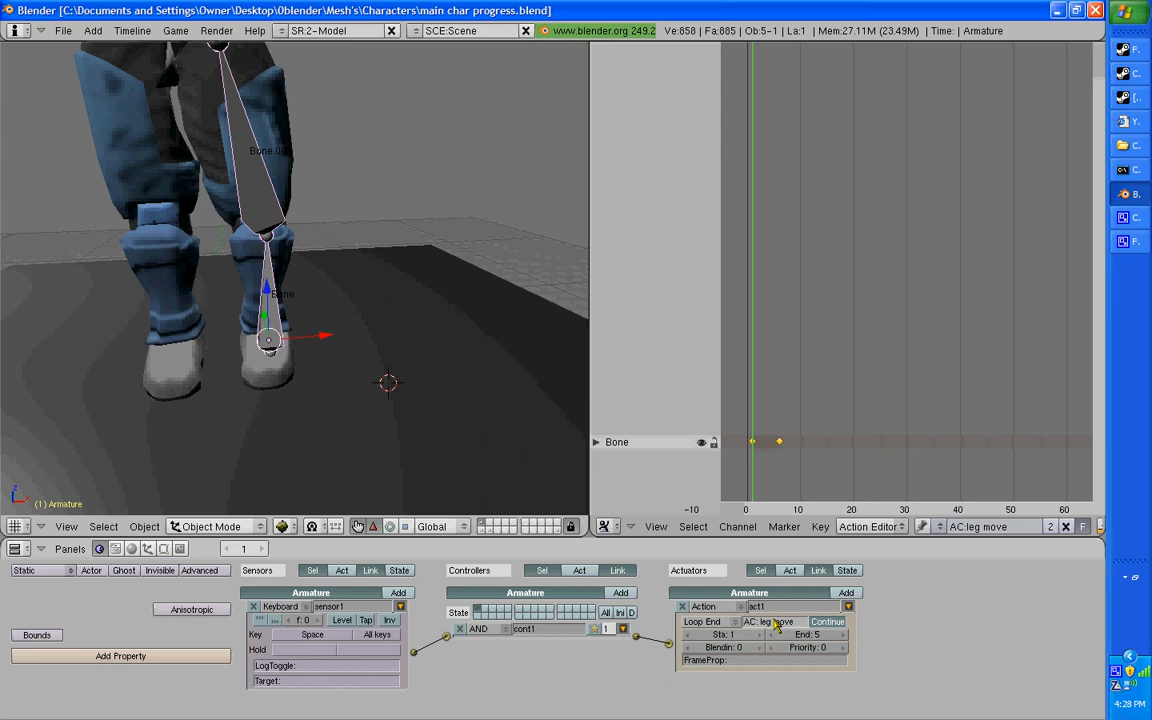 Blender [C:\Documents and Settings\Owner\Desktop\0blender\Mesh's\Characters\main char progress.blend]
File Add Timeline Game Render Help SR:2-Model SCE:Scene www.blender.org 249.2 Ve:858 | Fa:885 | Ob:5-1 | La:1 | Mem:27.11M (23.49M) | Time: | Armature
F.
C.
[..
Y.
C.
C.
B.
C.
F.
Bone.0
Bone
Bone
(1) Armature
-10 0 10 20 30 40 50 60
View Select Object Object Mode Global
View Select Channel Marker Key Action Editor AC:leg move 2 X F
Panels 1
Static Actor Ghost Invisible Advanced
Sensors Sel Act Link State
Controllers Sel Act Link
Actuators Sel Act Link State
Armature Add
Armature Add
Armature Add
Anisotropic
Keyboard sensor1
State All Ini D
Action act1
f: 0 Level Tap Inv
AND cont1 1
Loop End AC: leg move Continue
Bounds
Key Space All keys
Sta: 1 End: 5
Hold
Blendin: 0 Priority: 0
Add Property
LogToggle:
FrameProp:
Target:
4:28 PM